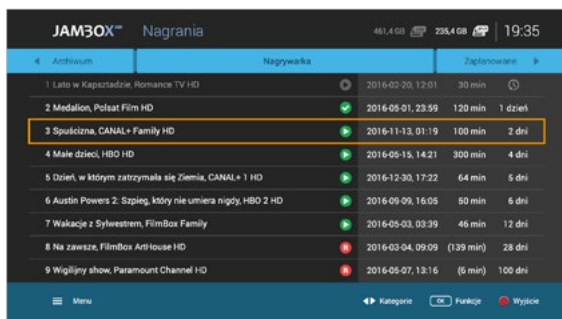 JAMBOX Nagrania 461,4 GB 235,4 GB 19:35
Archiwum Nagrywarka Zaplanowane
1 Lato w Kapsztadzie, Romance TV HD 2016-02-20, 12:01 30 min
2 Medalion, Polsat Film HD 2016-05-01, 23:59 120 min 1 dzień
3 Spuścizna, CANAL+ Family HD 2016-11-13, 01:19 100 min 2 dni
4 Małe dzieci, HBO HD 2016-05-15, 14:21 300 min 4 dni
5 Dzień, w którym zatrzymała się Ziemia, CANAL+ 1 HD 2016-12-30, 17:22 64 min 5 dni
6 Austin Powers 2: Szpieg, który nie umiera nigdy, HBO 2 HD 2016-09-09, 16:05 50 min 6 dni
7 Wakacje z Sylwestrem, FilmBox Family 2016-05-03, 03:39 46 min 12 dni
8 Na zawsze, FilmBox ArtHouse HD R 2016-03-04, 09:09 (139 min) 28 dni
9 Wigilijny show, Paramount Channel HD R 2016-05-07, 13:16 (6 min) 100 dni
Menu Kategorie OK Funkcje Wyjście